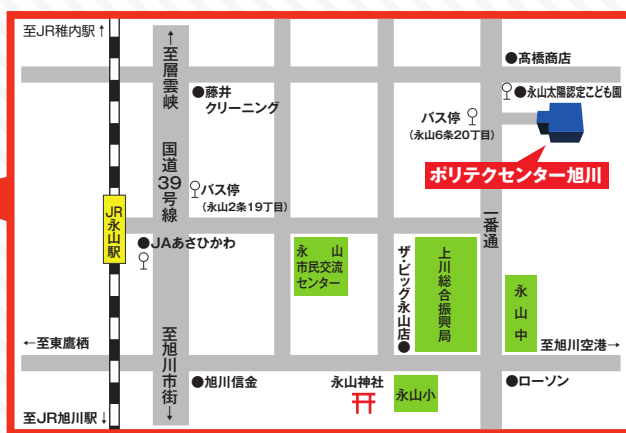 至JR稚内駅↑
↑至層雲峡
●髙橋商店
●藤井
クリーニング
●永山太陽認定こども園
バス停
(永山6条20丁目)
ポリテクセンター旭川
国道39号線
バス停
(永山2条19丁目)
JR永山駅
●JAあさひかわ
一番通
永山
市民交流
センター
ザ・ビッグ永山店●
上川総合振興局
永山中
←至東鷹栖
至旭川市街↓
至旭川空港→
●旭川信金
永山神社
永山小
●ローソン
至JR旭川駅↓